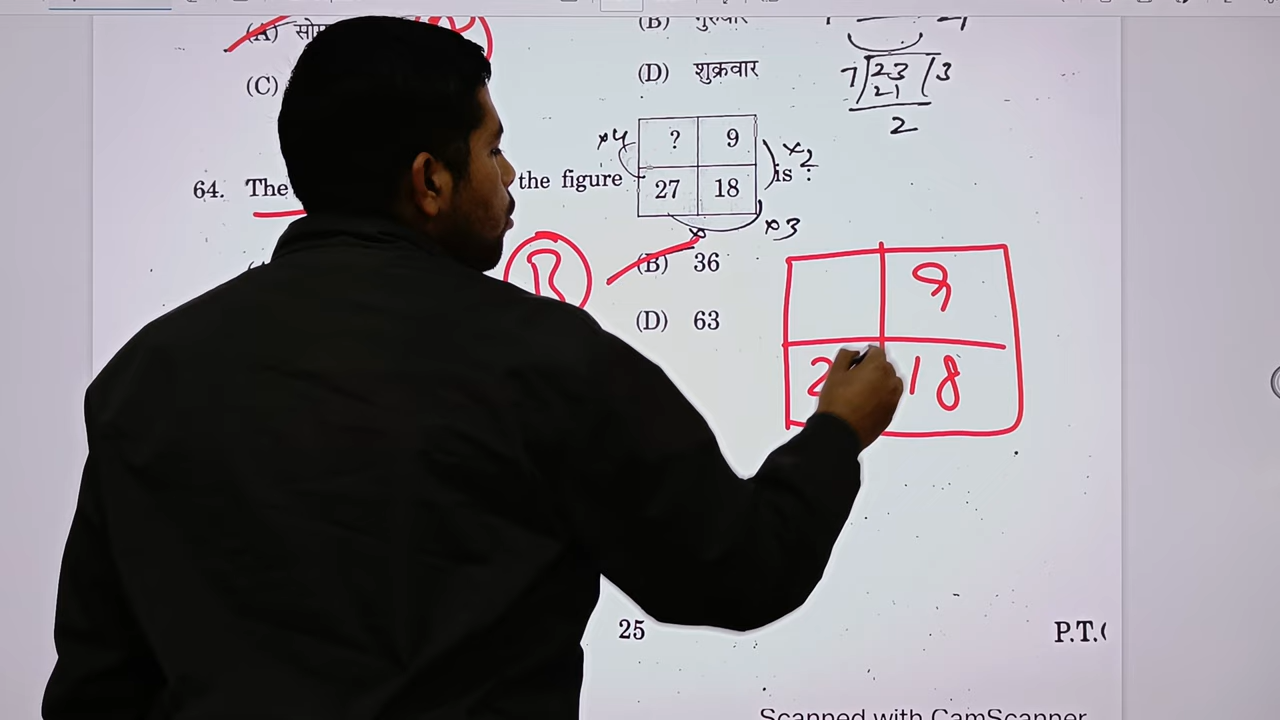 (A) सोम
(B) गुरुवार
(C)
(D) शुक्रवार
7 23 3
21
2
×4
? 9
×2
64. The the figure is :
27 18
×3
B
(B) 36
(D) 63
9
2 18
25
P.T.
Scanned with CamScanner